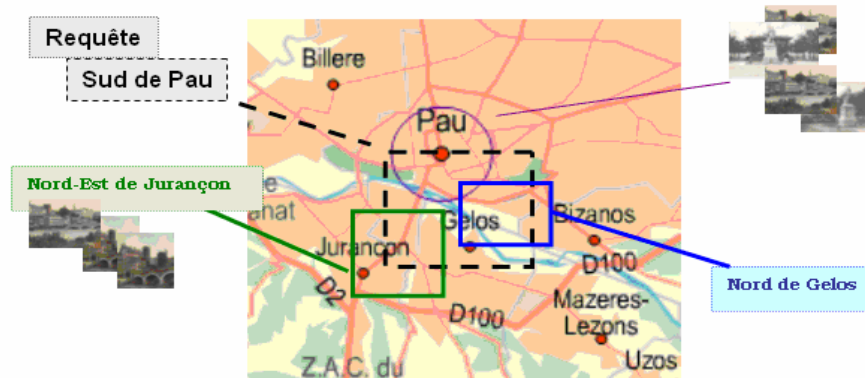 Requête
Sud de Pau
Billere
Pau
Nord-Est de Jurançon
anat
Gelos
Bizanos
Jurançon
D2
D100
D100
Nord de Gelos
Mazeres-
Lezons
Z.A.C. du
Uzos